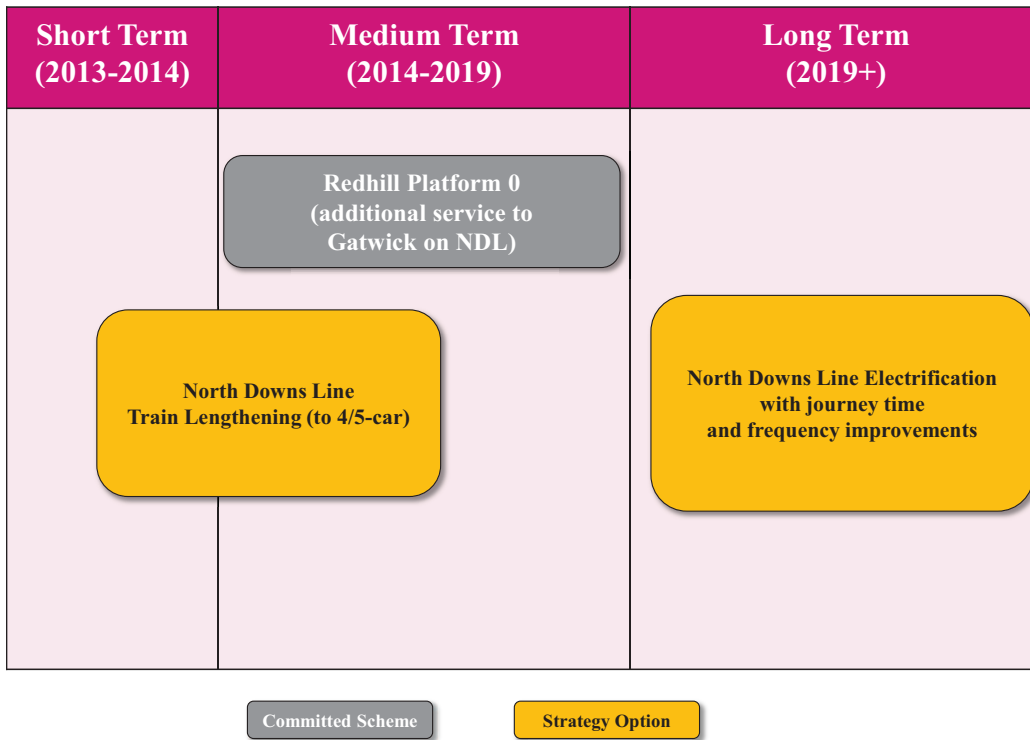 Short Term
(2013-2014)
Medium Term
(2014-2019)
Long Term
(2019+)
Redhill Platform 0
(additional service to
Gatwick on NDL)
North Downs Line
Train Lengthening (to 4/5-car)
North Downs Line Electrification
with journey time
and frequency improvements
Committed Scheme
Strategy Option